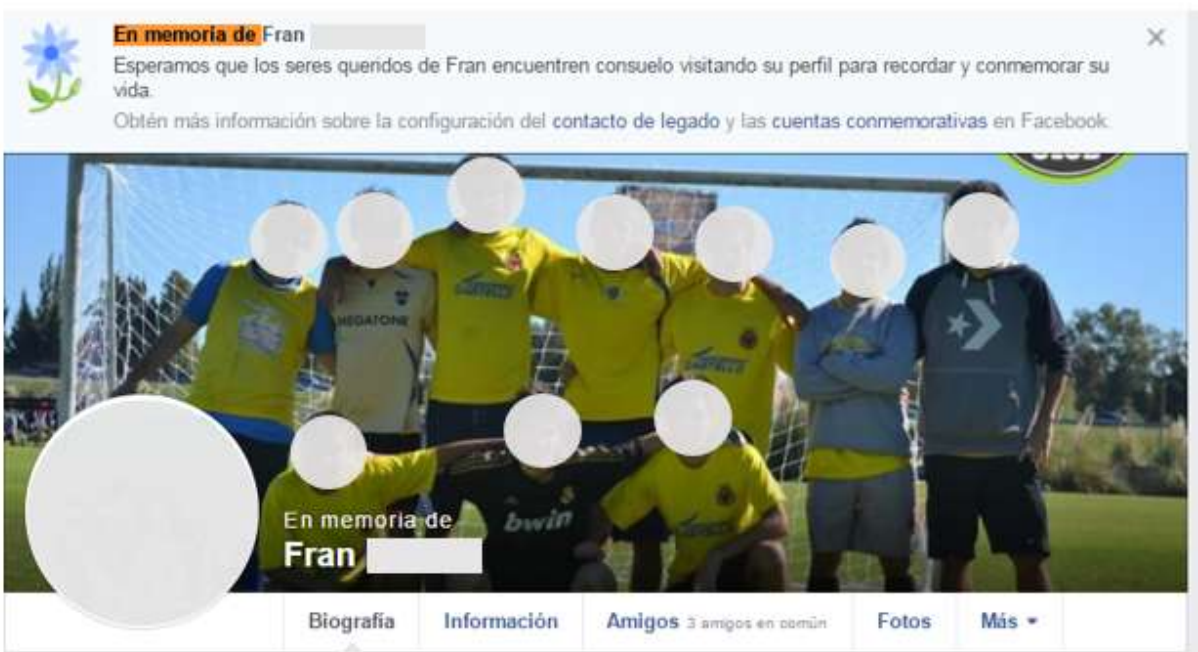 En memoria de Fran
Esperamos que los seres queridos de Fran encuentren consuelo visitando su perfil para recordar y conmemorar su
vida.
Obtén más información sobre la configuración del contacto de legado y las cuentas conmemorativas en Facebook.
CLUB
MEGATONE
CASTELLÓ
bwin
En memoria de
Fran
Biografía Información Amigos 3 amigos en común Fotos Más